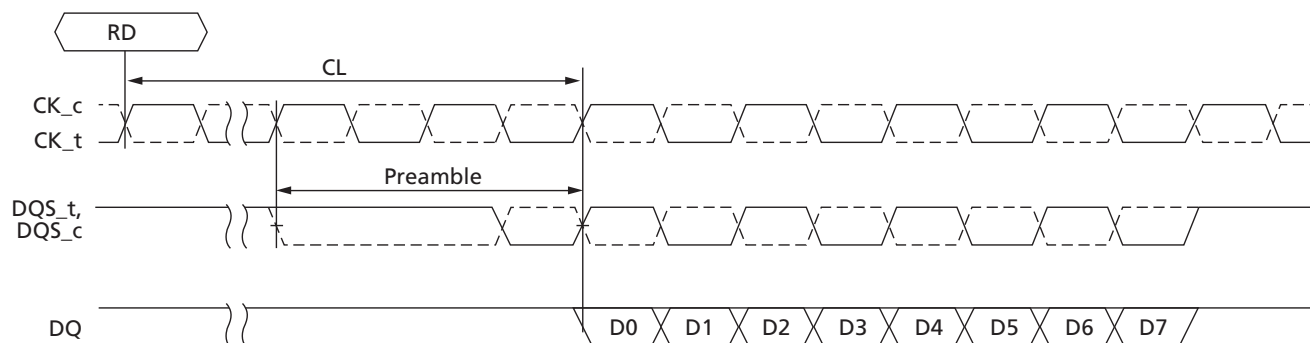 RD
CL
CK_c
CK_t
Preamble
DQS_t,
DQS_c
DQ D0 D1 D2 D3 D4 D5 D6 D7